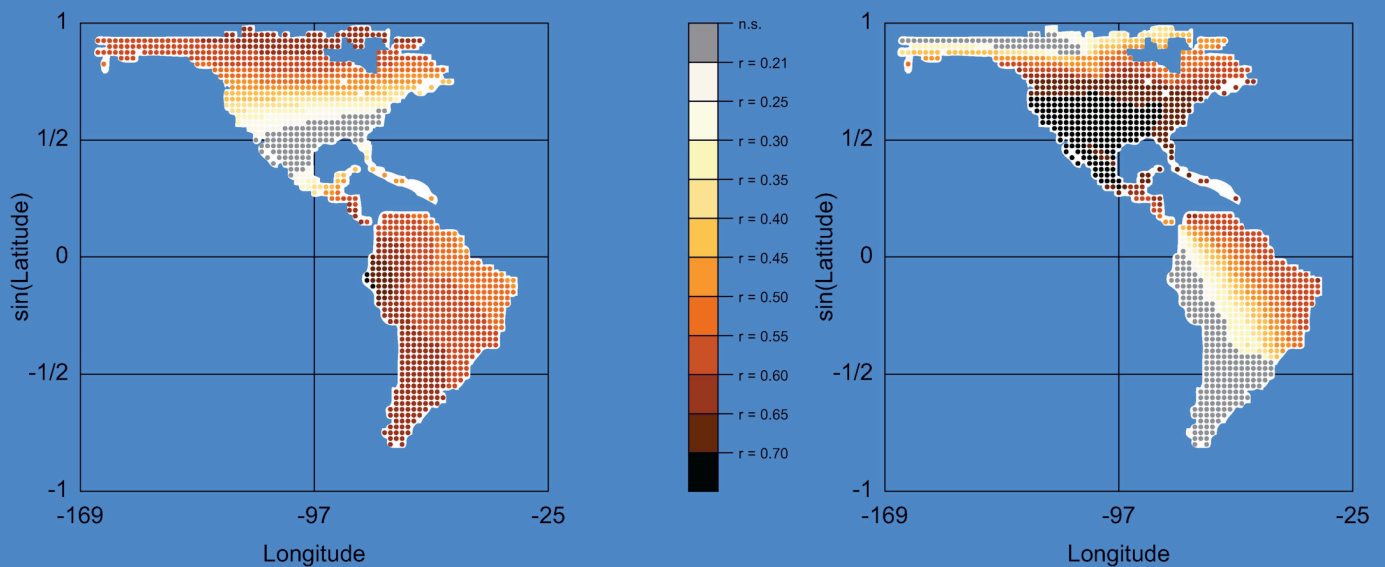 1
1/2
0
-1/2
-1
sin(Latitude)
-169
-97
-25
Longitude
n.s.
r = 0.21
r = 0.25
r = 0.30
r = 0.35
r = 0.40
r = 0.45
r = 0.50
r = 0.55
r = 0.60
r = 0.65
r = 0.70
1
1/2
0
-1/2
-1
sin(Latitude)
-169
-97
-25
Longitude